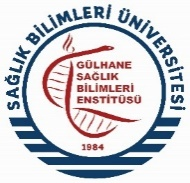 SAĞLIK BİLİMLERİ ÜNİVERSİTESİ
GÜLHANE
SAĞLIK
BİLİMLERİ
ENSTİTÜSÜ
1984